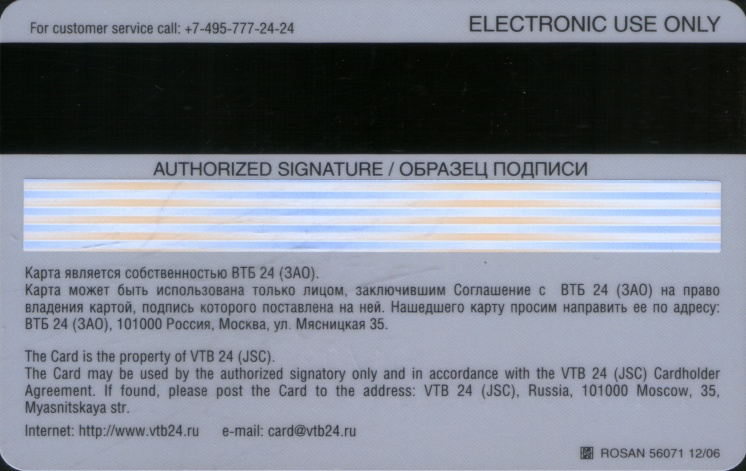 For customer service call: +7-495-777-24-24
ELECTRONIC USE ONLY
AUTHORIZED SIGNATURE / ОБРАЗЕЦ ПОДПИСИ
Карта является собственностью ВТБ 24 (ЗАО).
Карта может быть использована только лицом, заключившим Соглашение с ВТБ 24 (ЗАО) на право
владения картой, подпись которого поставлена на ней. Нашедшего карту просим направить ее по адресу:
ВТБ 24 (ЗАО), 101000 Россия, Москва, ул. Мясницкая 35.
The Card is the property of VTB 24 (JSC).
The Card may be used by the authorized signatory only and in accordance with the VTB 24 (JSC) Cardholder
Agreement. If found, please post the Card to the address: VTB 24 (JSC), Russia, 101000 Moscow, 35,
Myasnitskaya str.
Internet: http://www.vtb24.ru e-mail: card@vtb24.ru
ROSAN 56071 12/06